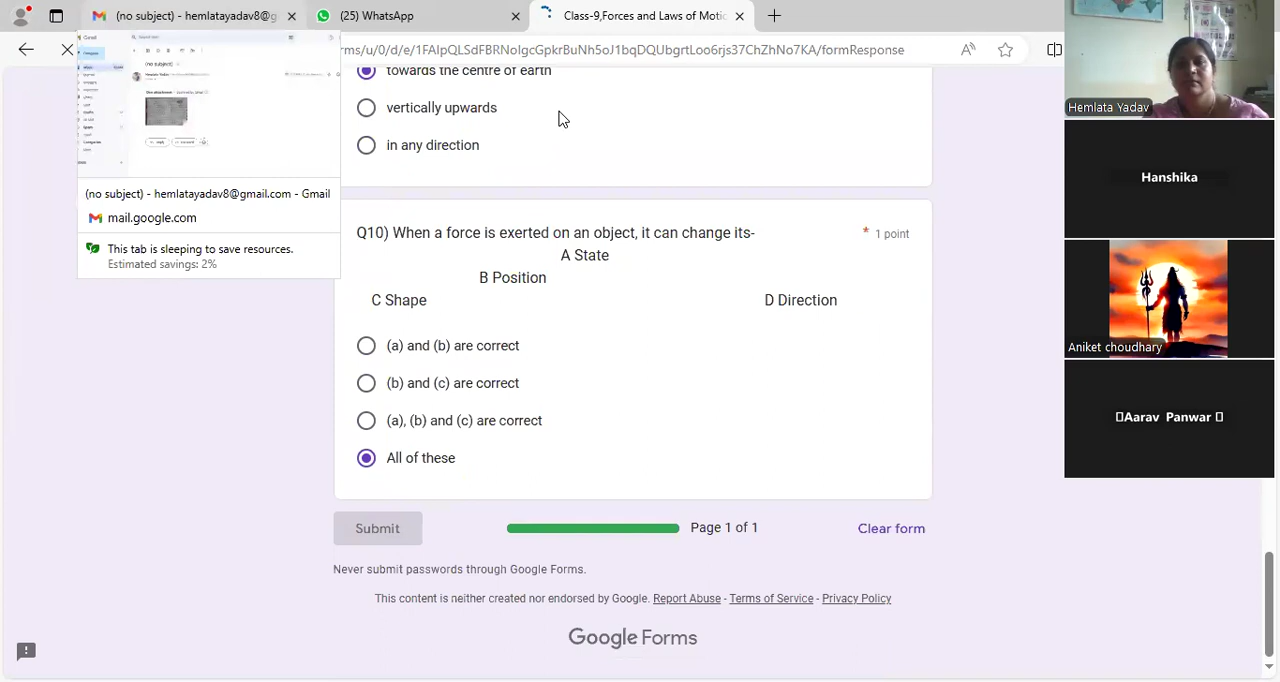 (no subject) - hemlatayadav8@g
(25) WhatsApp
Class-9,Forces and Laws of Motio
rms/u/0/d/e/1FAIpQLSdFBRNoIgcGpkrBuNh5oJ1bqDQUbgrtLoo6rjs37ChZhNO7KA/formResponse
(no subject) - hemlatayadav8@gmail.com - Gmail
mail.google.com
This tab is sleeping to save resources.
Estimated savings: 2%
towards the centre of earth
vertically upwards
in any direction
Q10) When a force is exerted on an object, it can change its-
* 1 point
A State
B Position
C Shape D Direction
(a) and (b) are correct
(b) and (c) are correct
(a), (b) and (c) are correct
All of these
Submit
Page 1 of 1
Clear form
Never submit passwords through Google Forms.
This content is neither created nor endorsed by Google. Report Abuse - Terms of Service - Privacy Policy
Google Forms
Hemlata Yadav
Hanshika
Aniket choudhary
Aarav Panwar